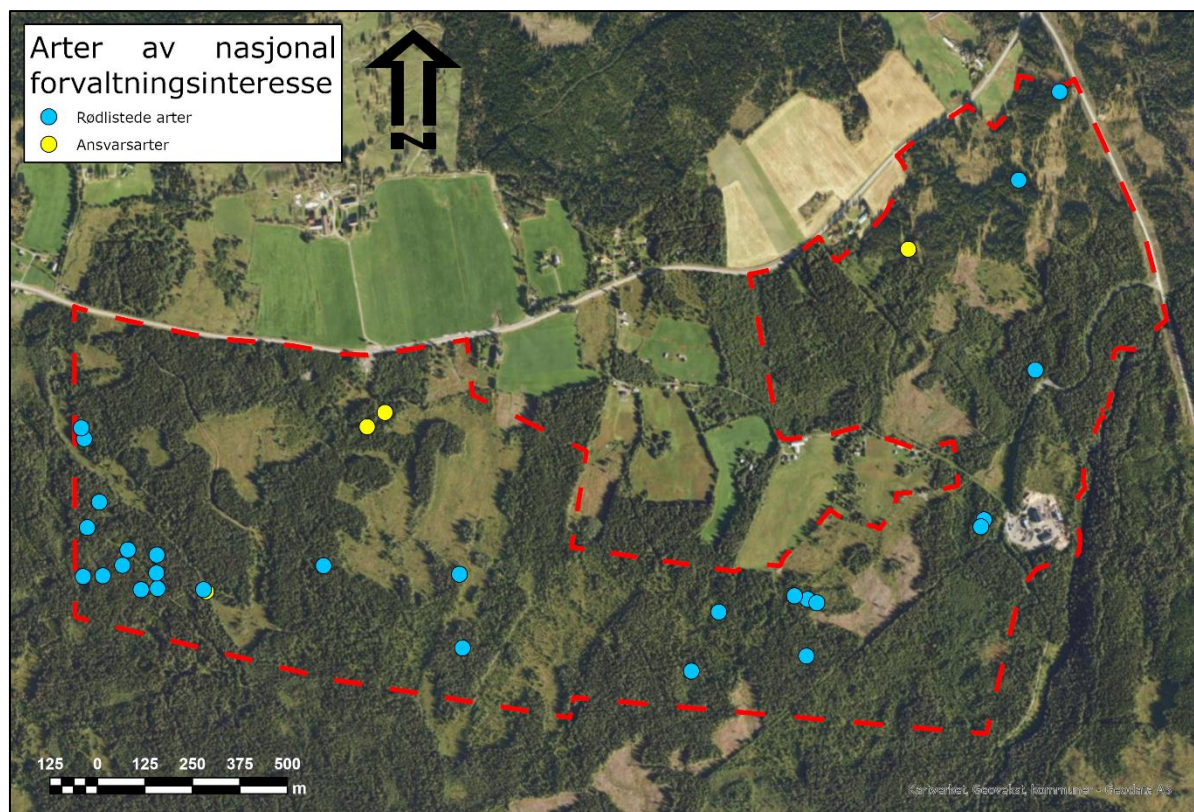 Arter av nasjonal
forvaltningsinteresse
Rødlistede arter
Ansvarsarter
N
125 0 125 250 375 500
m
Kartverket, Geovekst, kommuner - Geodata AS